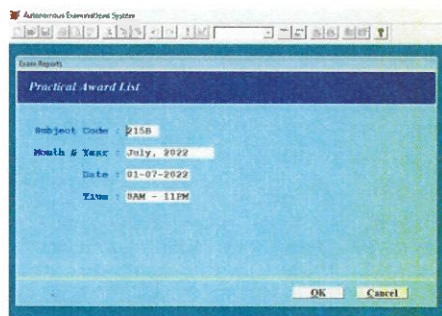 Autonomous Examinations System
Exam Reports
Practical Award List
Subject Code : 215B
Month & Year : July, 2022
Date : 01-07-2022
Time : 8AM - 11PM
OK Cancel